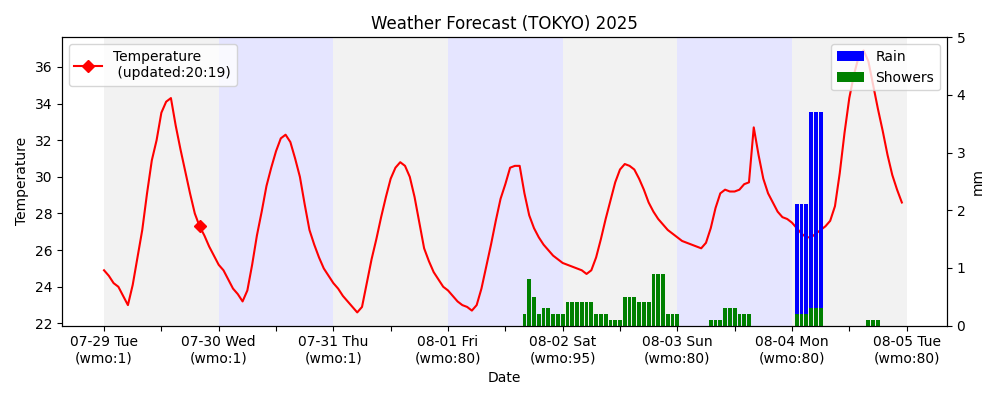 Weather Forecast (TOKYO) 2025
Temperature
(updated:20:19)
Rain
Showers
Temperature
36
34
32
30
28
26
24
22
5
4
3
2
1
0
mm
07-29 Tue
(wmo:1)
07-30 Wed
(wmo:1)
07-31 Thu
(wmo:1)
08-01 Fri
(wmo:80)
08-02 Sat
(wmo:95)
08-03 Sun
(wmo:80)
08-04 Mon
(wmo:80)
08-05 Tue
(wmo:80)
Date